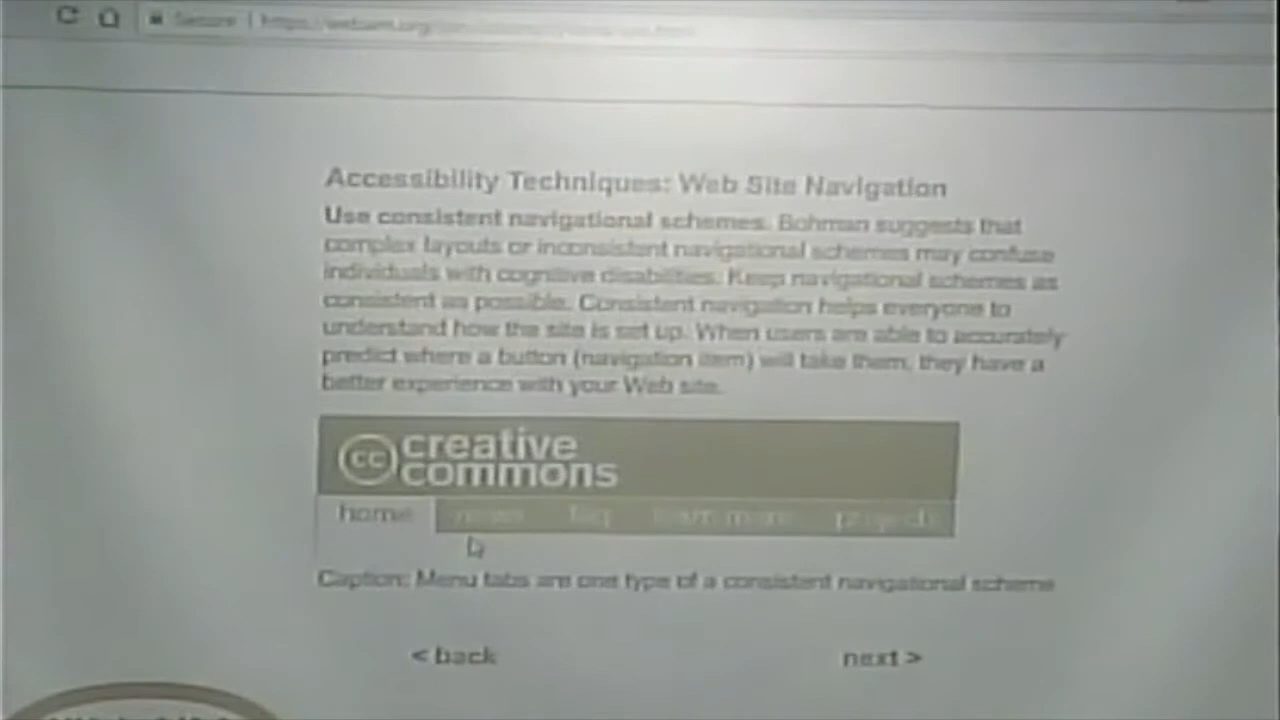 Secure https://webaim.org
Accessibility Techniques: Web Site Navigation
Use consistent navigational schemes. Bohman suggests that
complex layouts or inconsistent navigational schemes may confuse
individuals with cognitive disabilities. Keep navigational schemes as
consistent as possible. Consistent navigation helps everyone to
understand how the site is set up. When users are able to accurately
predict where a button (navigation item) will take them, they have a
better experience with your Web site.
cc creative
commons
home news faq learn more projects
Caption: Menu tabs are one type of a consistent navigational scheme
< back next >